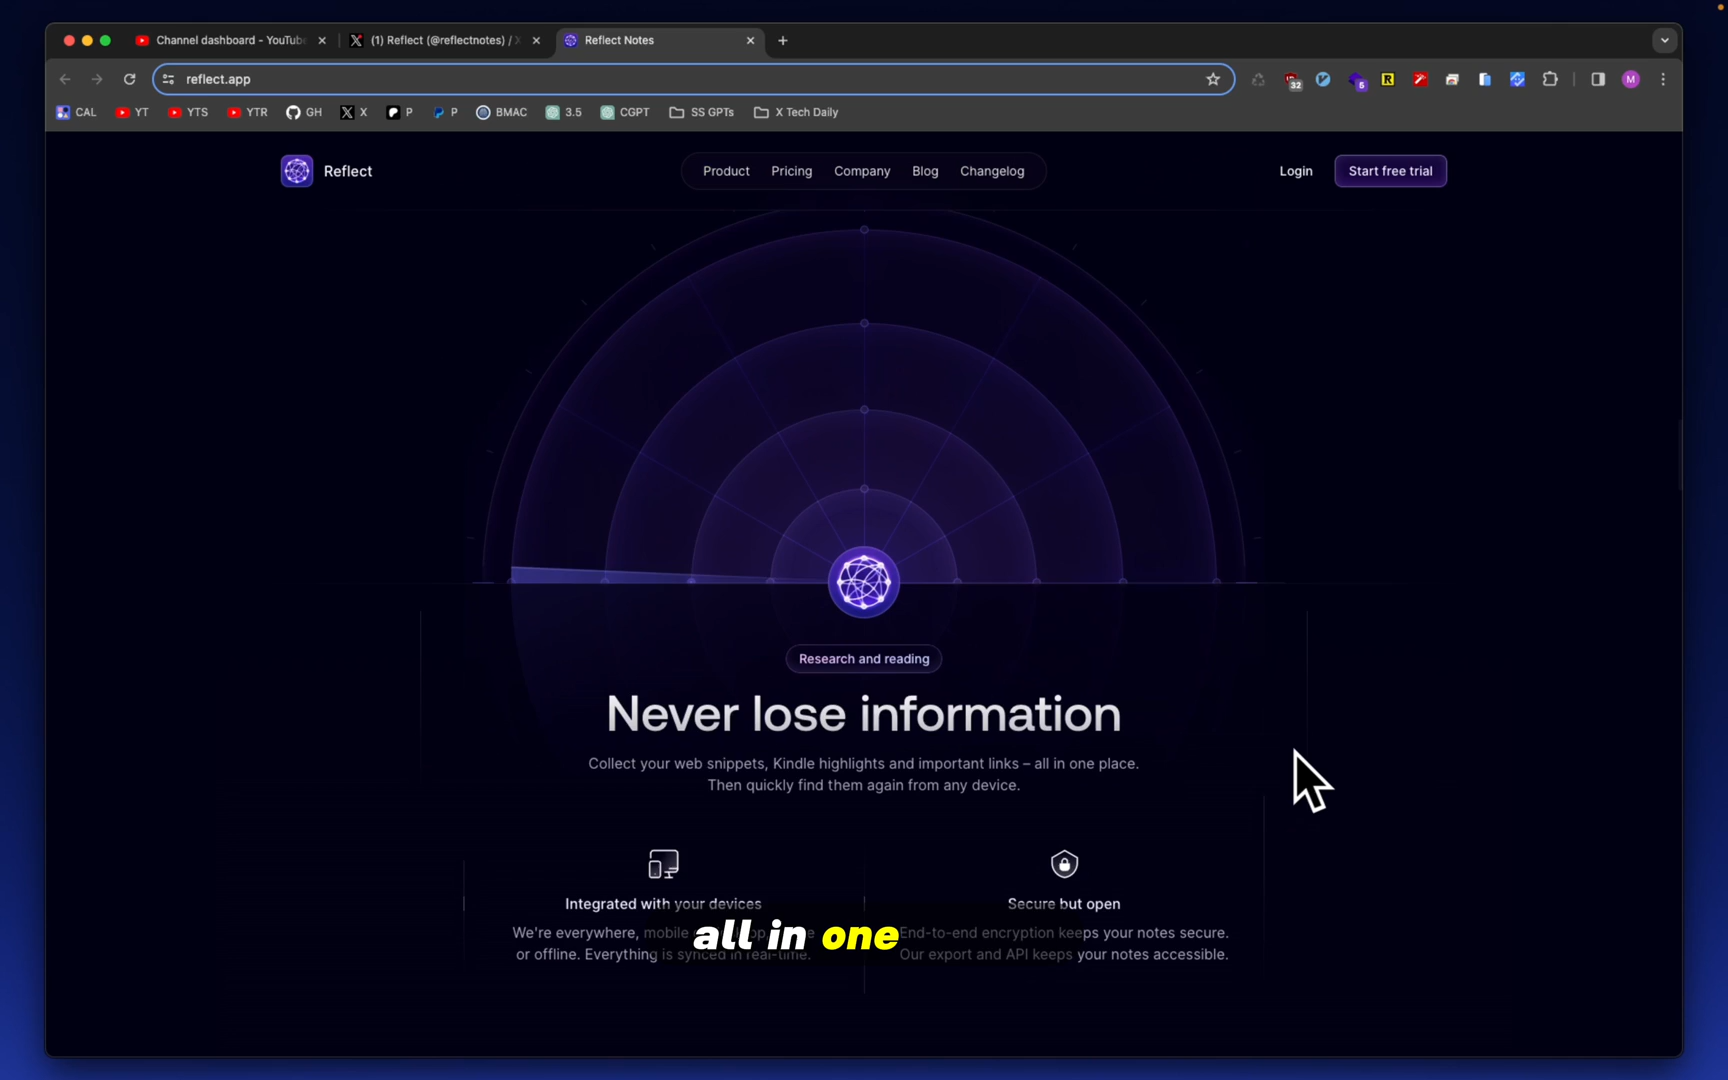 Channel dashboard - YouTube
(1) Reflect (@reflectnotes) / X
Reflect Notes
reflect.app
32
5
R
M
CAL
YT
YTS
YTR
GH
X
P
P
BMAC
3.5
CGPT
SS GPTs
X Tech Daily
Reflect
Product
Pricing
Company
Blog
Changelog
Login
Start free trial
Research and reading
Never lose information
Collect your web snippets, Kindle highlights and important links – all in one place.
Then quickly find them again from any device.
Integrated with your devices
We're everywhere, mobile
or offline. Everything is synced in real-time.
Secure but open
End-to-end encryption keeps your notes secure.
Our export and API keeps your notes accessible.
all in one